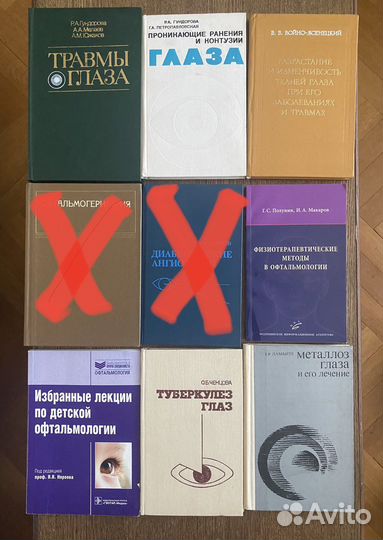 Р.А.Гундорова
А.А.Малаев
А.М.Южаков
ТРАВМЫ
ГЛАЗА
Р.А. ГУНДОРОВА
Г.А. ПЕТРОПАВЛОВСКАЯ
ПРОНИКАЮЩИЕ РАНЕНИЯ
И КОНТУЗИИ
ГЛАЗА
В. В. ВОЙНО-ЯСЕНЕЦКИЙ
РАЗРАСТАНИЕ
И ИЗМЕНЧИВОСТЬ
ТКАНЕЙ ГЛАЗА
ПРИ ЕГО
ЗАБОЛЕВАНИЯХ
И ТРАВМАХ
Г.С. Полунин, И.А. Макаров
ФИЗИОТЕРАПЕВТИЧЕСКИЕ
МЕТОДЫ
В ОФТАЛЬМОЛОГИИ
ОФТАЛЬМОЛОГИЯ
Избранные лекции
по детской
офтальмологии
Под редакцией
проф. В.В. Нероева
О.Б.ЧЕНЦОВА
ТУБЕРКУЛЕЗ
ГЛАЗ
МЕТАЛЛОЗ
ГЛАЗА
и его лечение
Avito